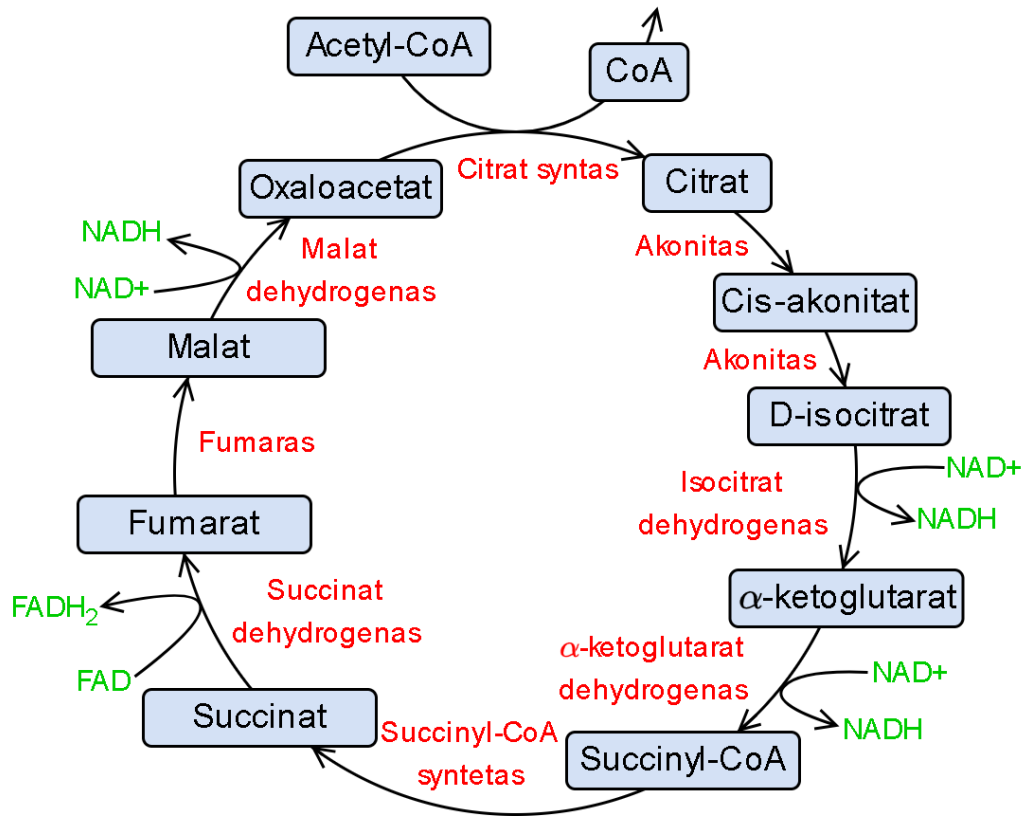 Acetyl-CoA
CoA
Citrat syntas
Oxaloacetat
Citrat
NADH
NAD+
Malat
dehydrogenas
Akonitas
Cis-akonitat
Malat
Akonitas
D-isocitrat
Fumaras
Isocitrat
dehydrogenas
NAD+
NADH
Fumarat
α-ketoglutarat
FADH₂
FAD
Succinat
dehydrogenas
α-ketoglutarat
dehydrogenas
NAD+
NADH
Succinat
Succinyl-CoA
syntetas
Succinyl-CoA